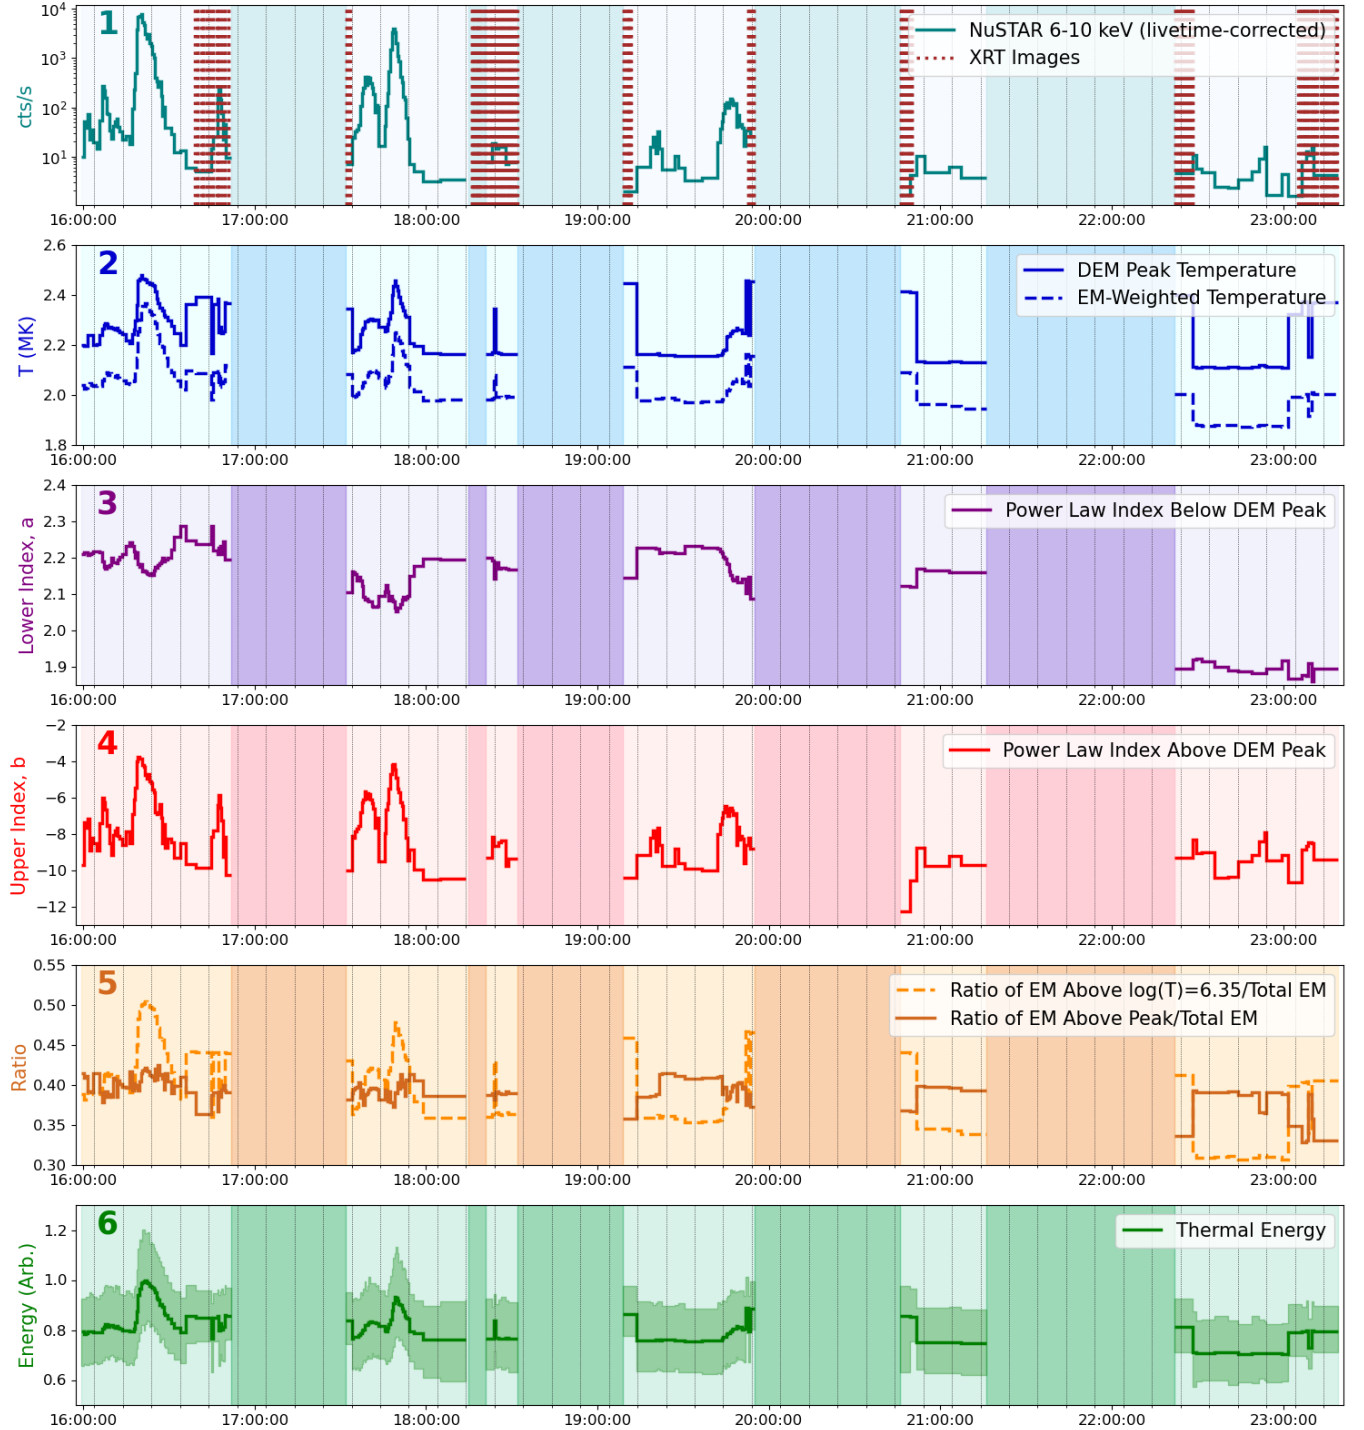 1
NuSTAR 6-10 keV (livetime-corrected)
XRT Images
cts/s
10⁴
10³
10²
10¹
16:00:00 17:00:00 18:00:00 19:00:00 20:00:00 21:00:00 22:00:00 23:00:00
2
DEM Peak Temperature
EM-Weighted Temperature
T (MK)
2.6
2.4
2.2
2.0
1.8
16:00:00 17:00:00 18:00:00 19:00:00 20:00:00 21:00:00 22:00:00 23:00:00
3
Power Law Index Below DEM Peak
Lower Index, a
2.4
2.3
2.2
2.1
2.0
1.9
16:00:00 17:00:00 18:00:00 19:00:00 20:00:00 21:00:00 22:00:00 23:00:00
4
Power Law Index Above DEM Peak
Upper Index, b
−2
−4
−6
−8
−10
−12
16:00:00 17:00:00 18:00:00 19:00:00 20:00:00 21:00:00 22:00:00 23:00:00
5
Ratio of EM Above log(T)=6.35/Total EM
Ratio of EM Above Peak/Total EM
Ratio
0.55
0.50
0.45
0.40
0.35
0.30
16:00:00 17:00:00 18:00:00 19:00:00 20:00:00 21:00:00 22:00:00 23:00:00
6
Thermal Energy
Energy (Arb.)
1.2
1.0
0.8
0.6
16:00:00 17:00:00 18:00:00 19:00:00 20:00:00 21:00:00 22:00:00 23:00:00